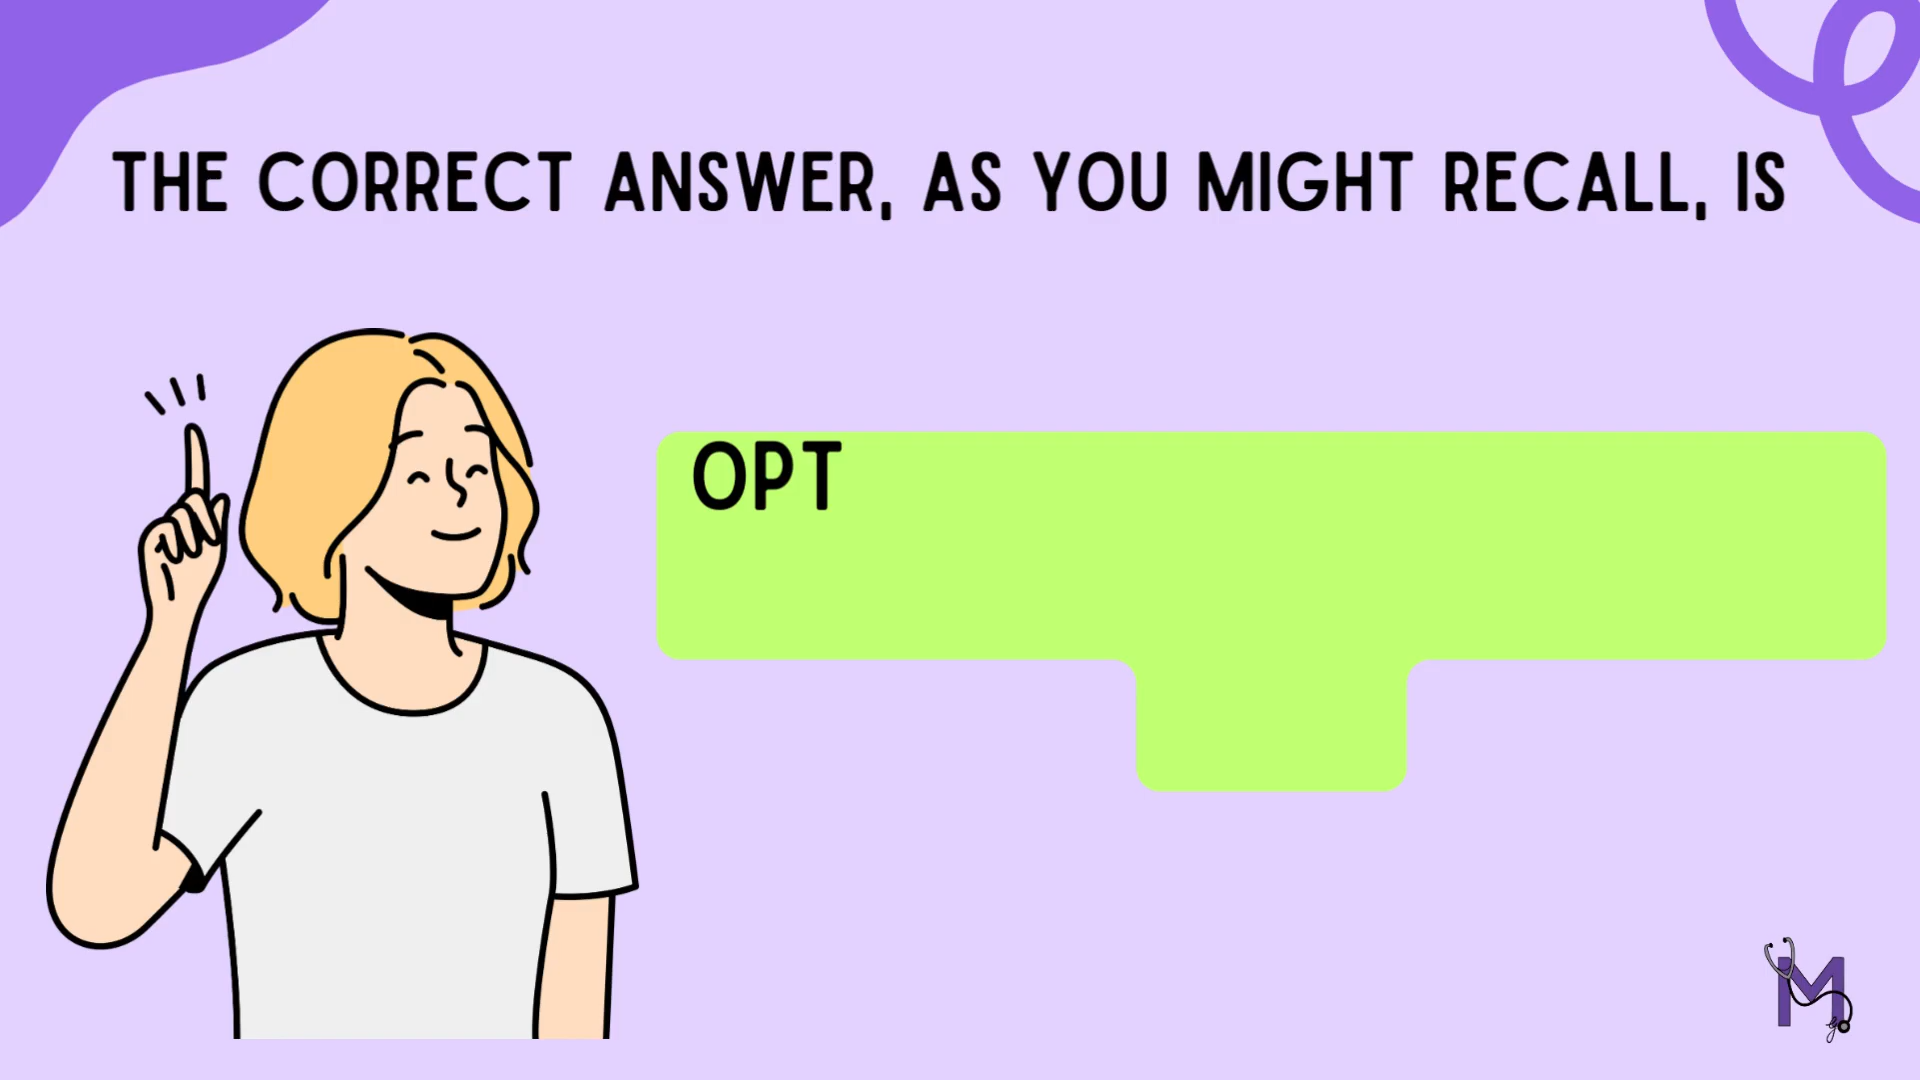 THE CORRECT ANSWER, AS YOU MIGHT RECALL, IS
OPT
M